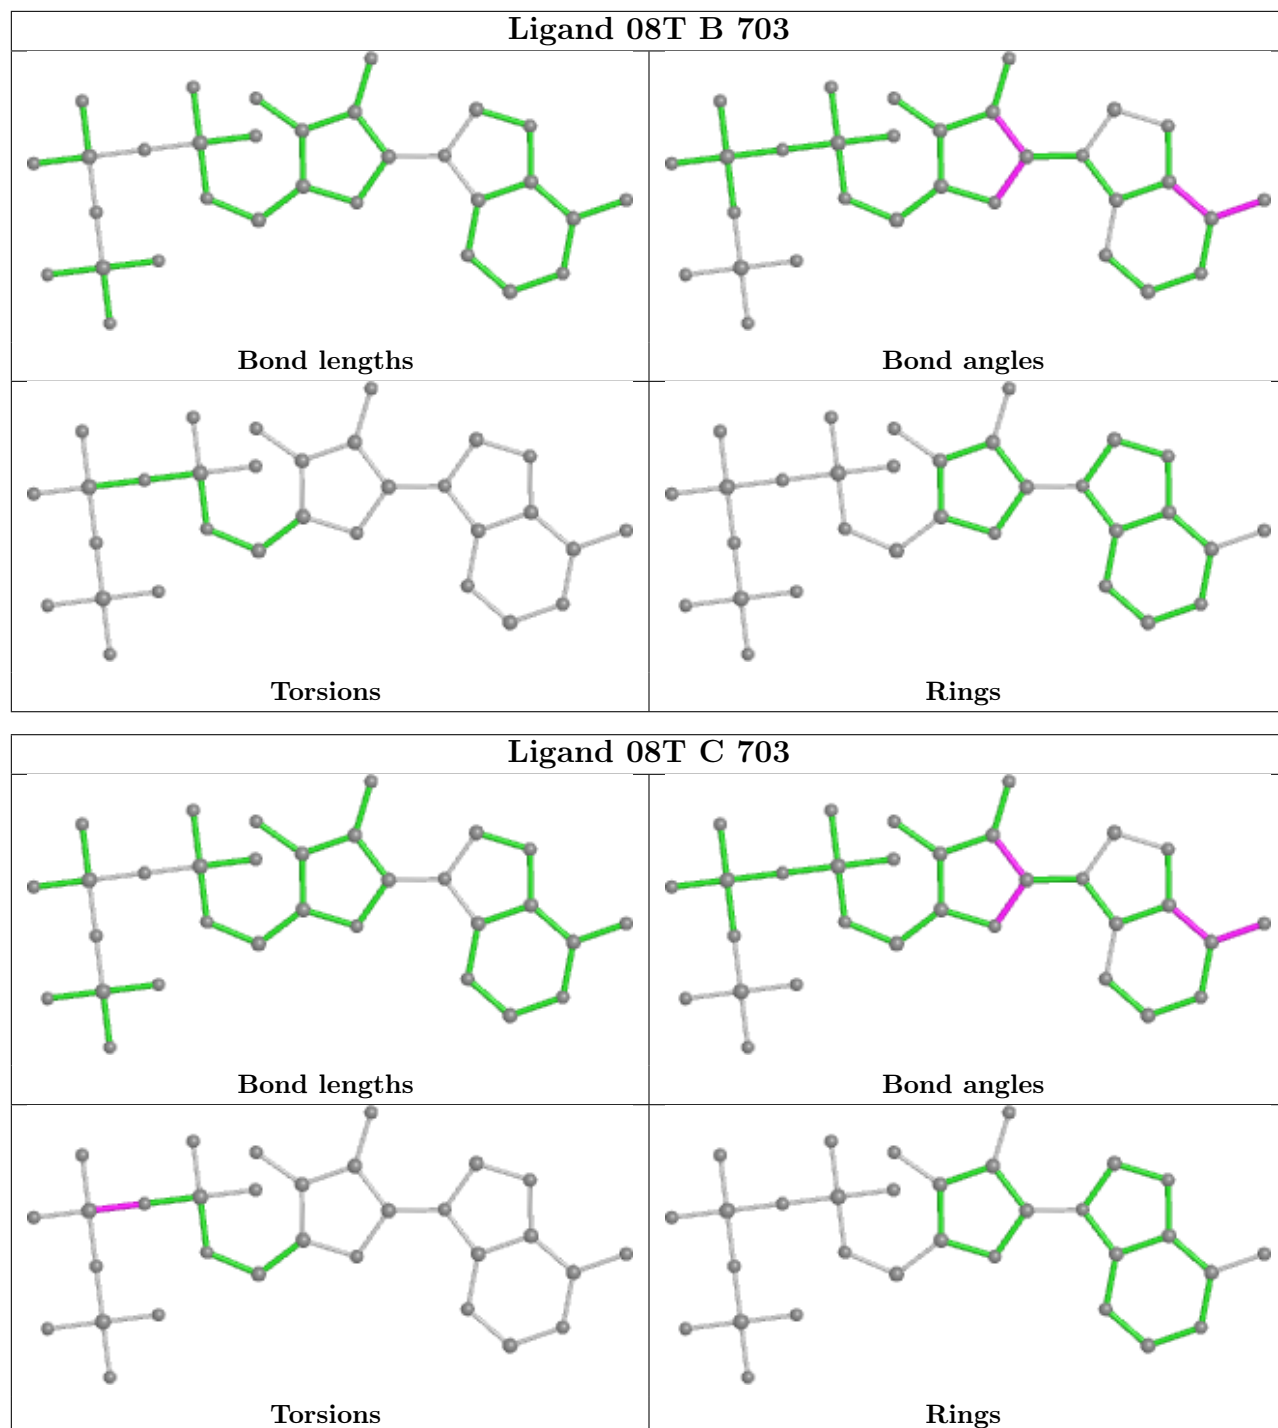 Ligand 08T B 703
Bond lengths
Bond angles
Torsions
Rings
Ligand 08T C 703
Bond lengths
Bond angles
Torsions
Rings